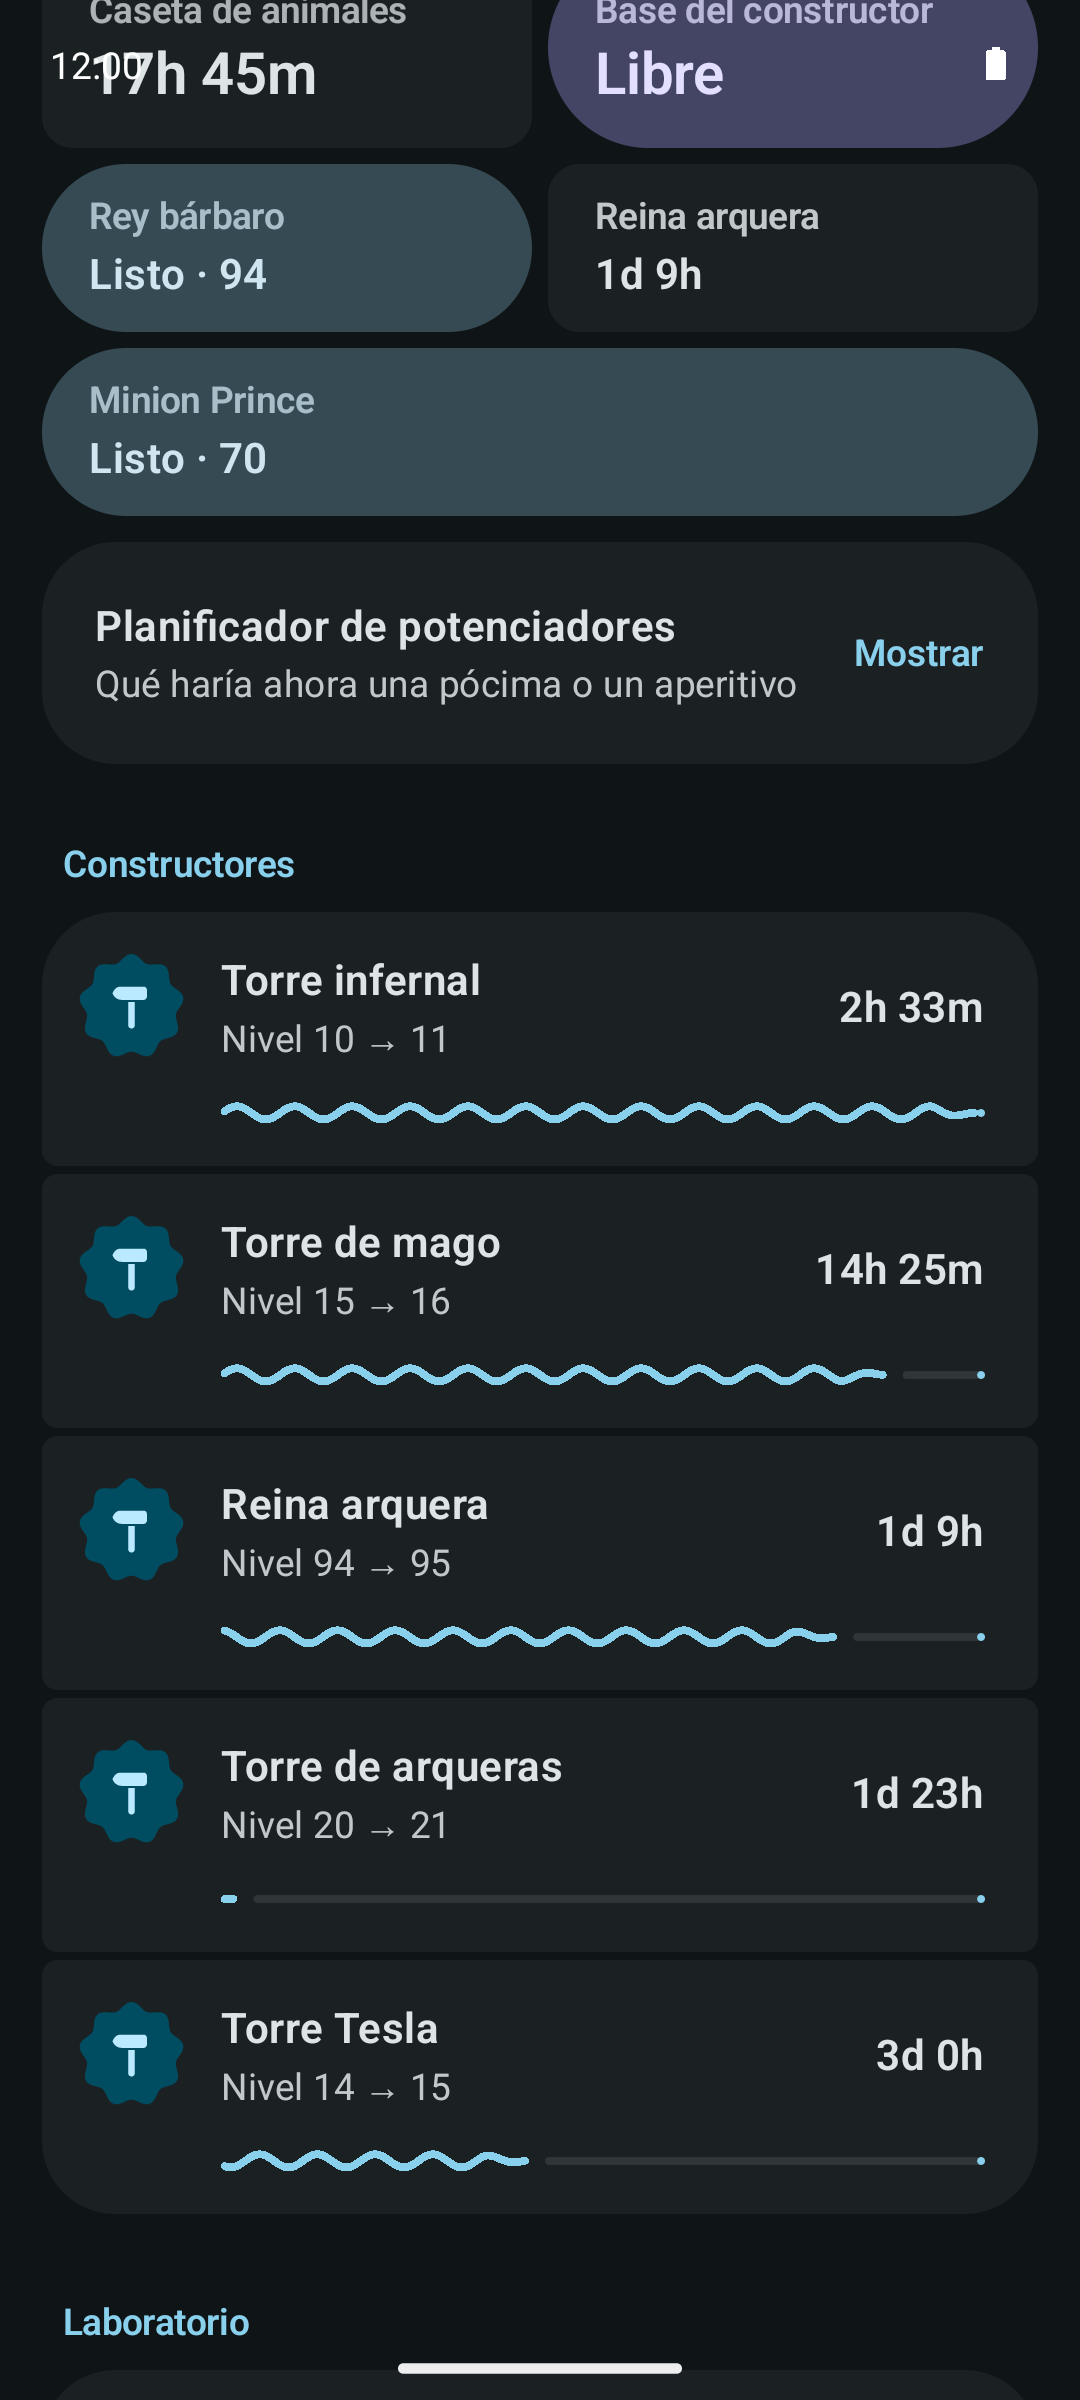 Caseta de animales
17h 45m
Base del constructor
Libre
12:00
Rey bárbaro
Listo · 94
Reina arquera
1d 9h
Minion Prince
Listo · 70
Planificador de potenciadores
Qué haría ahora una pócima o un aperitivo
Mostrar
Constructores
Torre infernal
Nivel 10 → 11
2h 33m
Torre de mago
Nivel 15 → 16
14h 25m
Reina arquera
Nivel 94 → 95
1d 9h
Torre de arqueras
Nivel 20 → 21
1d 23h
Torre Tesla
Nivel 14 → 15
3d 0h
Laboratorio